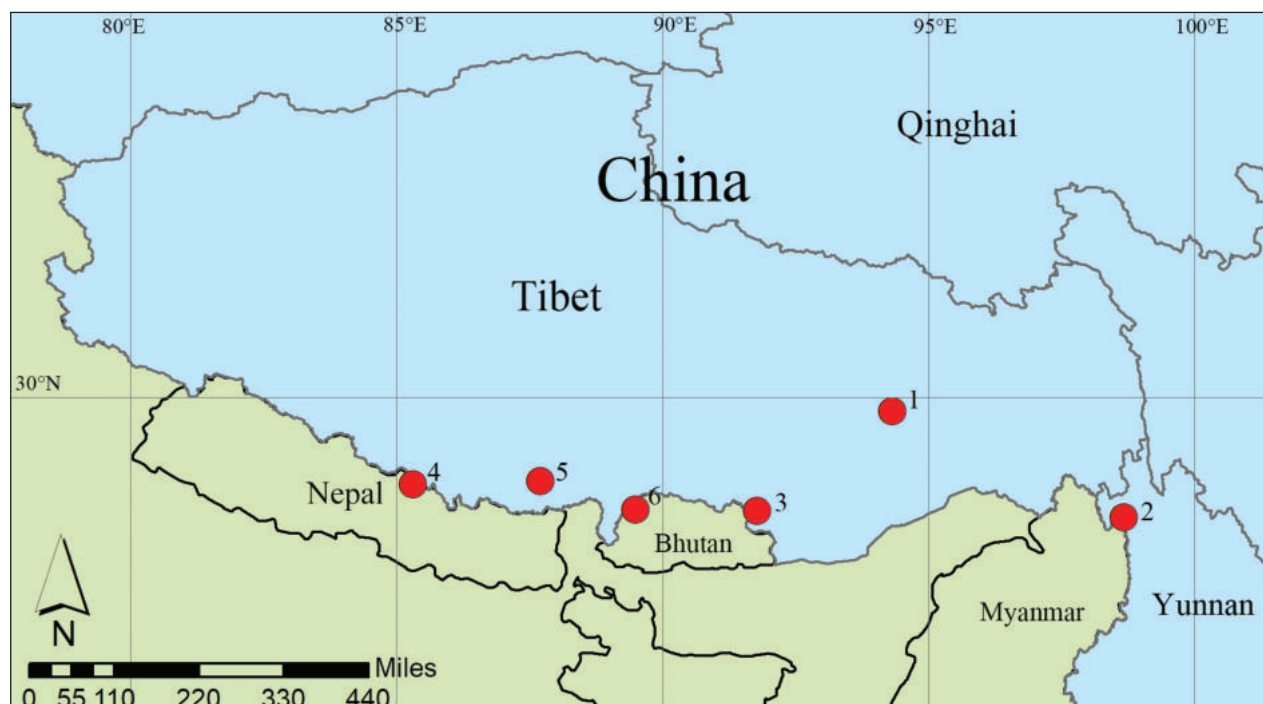 80°E 85°E 90°E 95°E 100°E
Qinghai
China
Tibet
30°N
1
4
5
Nepal
6
3
2
Bhutan
Myanmar
Yunnan
N
Miles
0 55 110 220 330 440